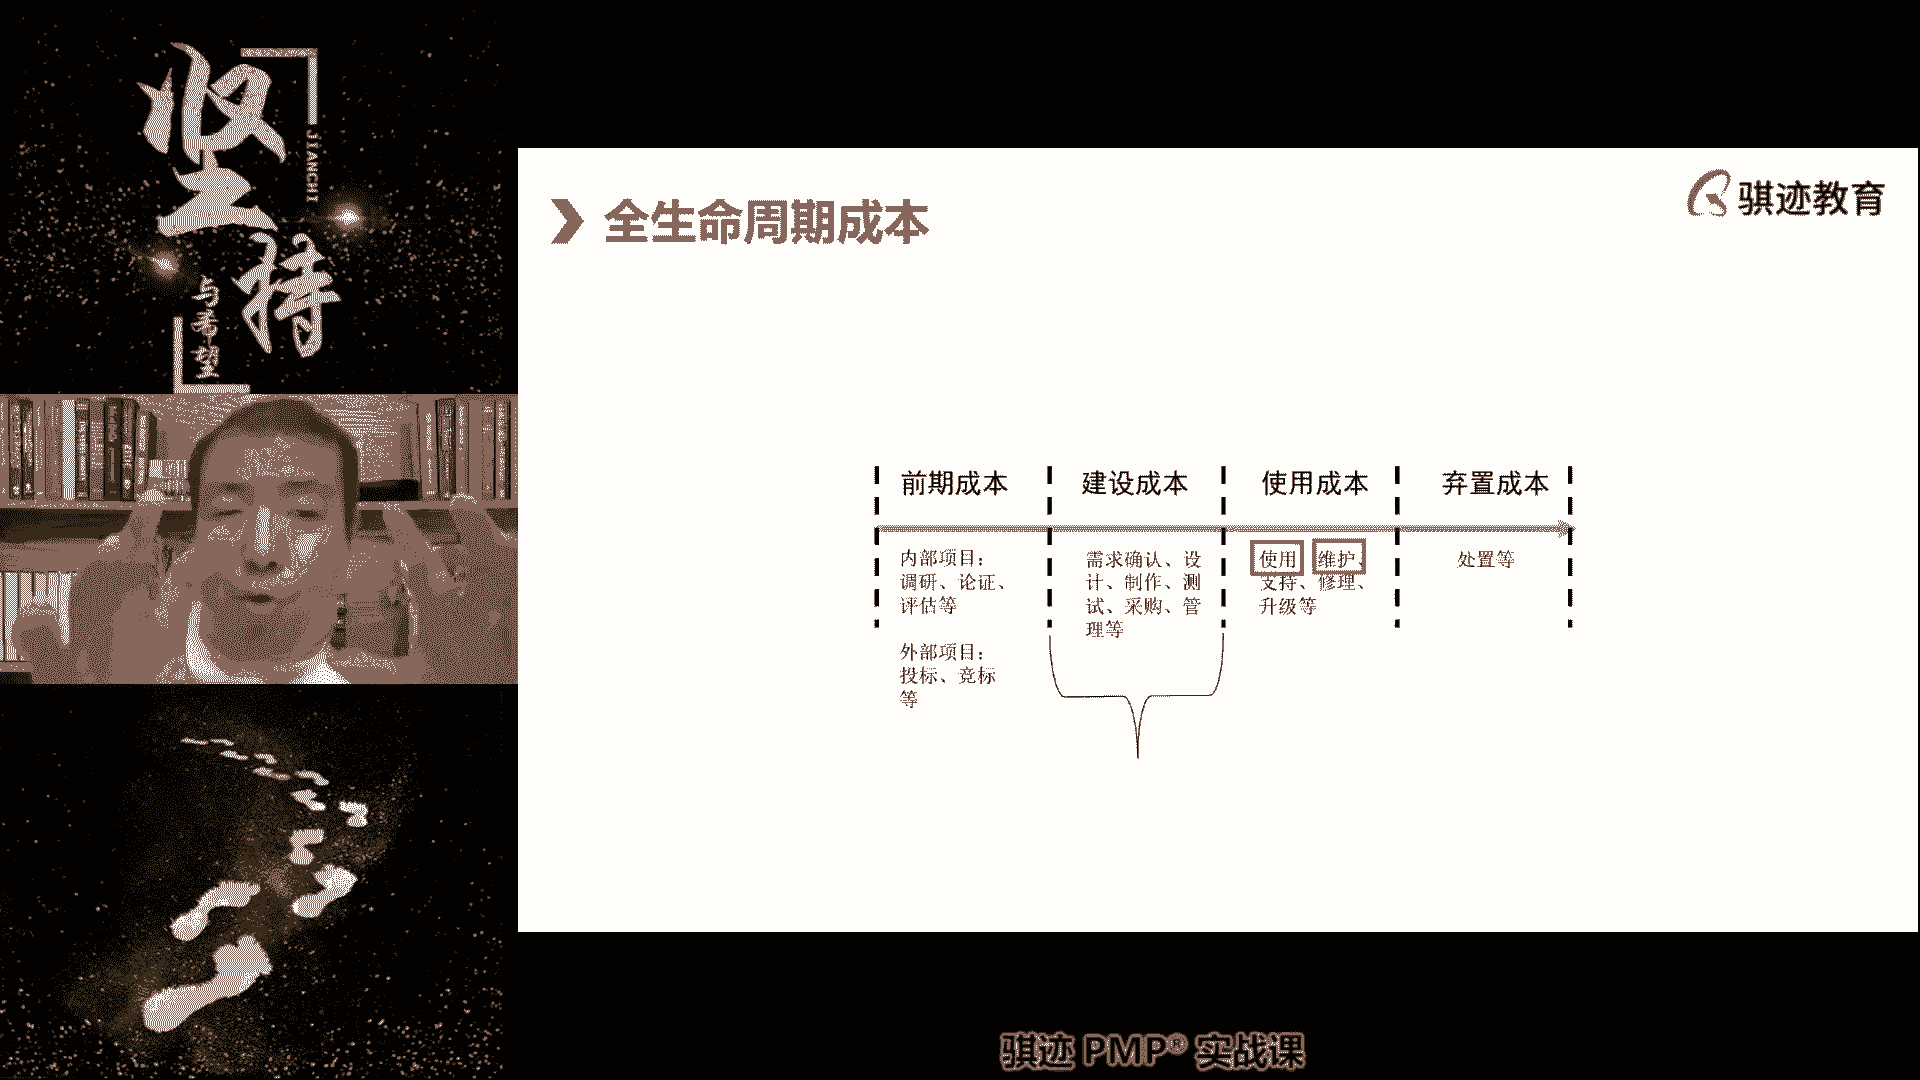 坚持
JIANCHI
与希望
全生命周期成本
骐迹教育
前期成本
建设成本
使用成本
弃置成本
内部项目：
调研、论证、
评估等
外部项目：
投标、竞标
等
需求确认、设
计、制作、测
试、采购、管
理等
使用 维护、
支持、修理、
升级等
处置等
骐迹 PMP® 实战课